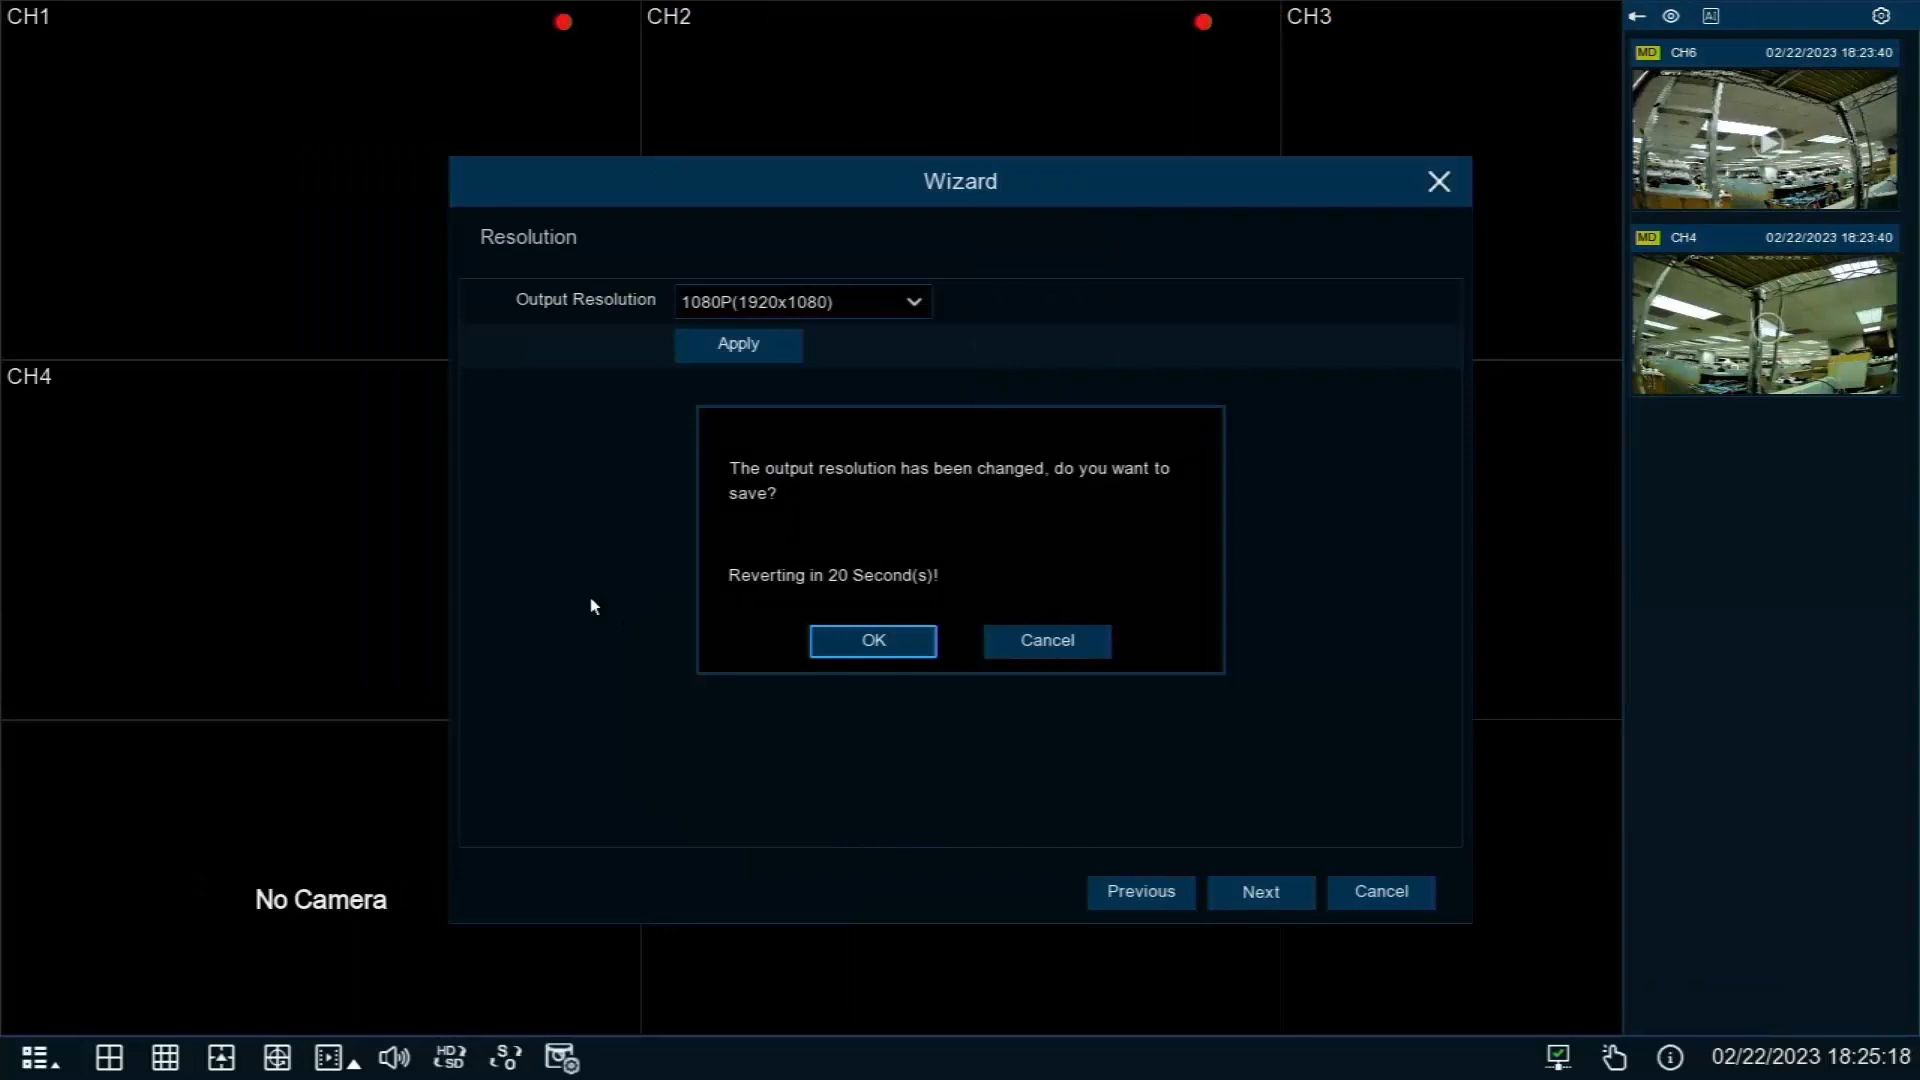 CH1
CH2
CH3
MD CH6 02/22/2023 18:23:40
Wizard
Resolution
MD CH4 02/22/2023 18:23:40
Output Resolution 1080P(1920x1080)
Apply
CH4
The output resolution has been changed, do you want to
save?
Reverting in 20 Second(s)!
OK Cancel
No Camera
Previous Next Cancel
HD
SD
S
O
AI
02/22/2023 18:25:18